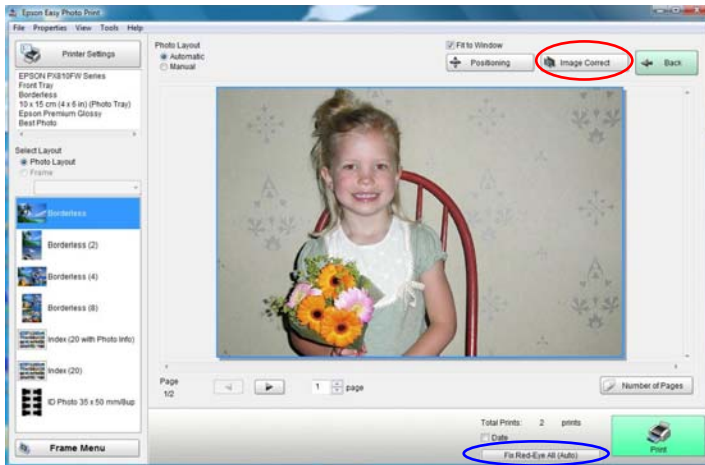 Epson Easy Photo Print
File Properties View Tools Help
Printer Settings
EPSON PX810FW Series
Front Tray
Borderless
10 x 15 cm (4 x 6 in) (Photo Tray)
Epson Premium Glossy
Best Photo
Select Layout
Photo Layout
Frame
Borderless
Borderless (2)
Borderless (4)
Borderless (8)
Index (20 with Photo Info)
Index (20)
ID Photo 35 x 50 mm/8up
Frame Menu
Photo Layout
Automatic
Manual
Fit to Window
Positioning
Image Correct
Back
Page
1/2
1 page
Number of Pages
Total Prints: 2 prints
Date
Fix Red-Eye All (Auto)
Print